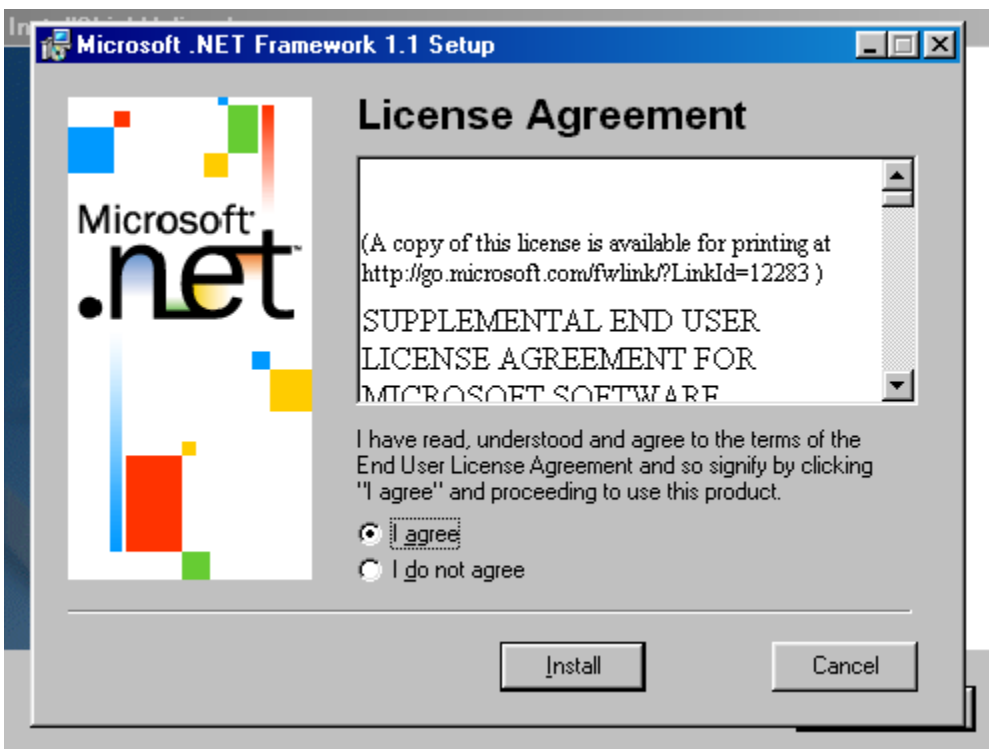 Microsoft .NET Framework 1.1 Setup
License Agreement
Microsoft
.net
(A copy of this license is available for printing at
http://go.microsoft.com/fwlink/?LinkId=12283 )
SUPPLEMENTAL END USER
LICENSE AGREEMENT FOR
MICROSOFT SOFTWARE
I have read, understood and agree to the terms of the
End User License Agreement and so signify by clicking
"I agree" and proceeding to use this product.
I agree
I do not agree
Install
Cancel